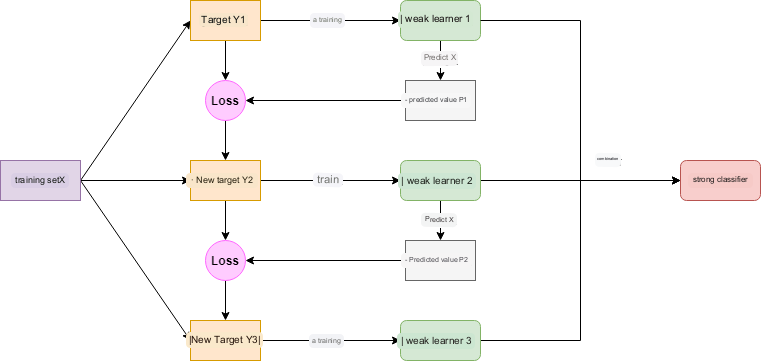 Target Y1
a training
| weak learner 1
Predict X
Loss
- predicted value P1
combination
training setX
New target Y2
train
| weak learner 2
strong classifier
Predict X
Loss
- Predicted value P2
|New Target Y3|
a training
| weak learner 3